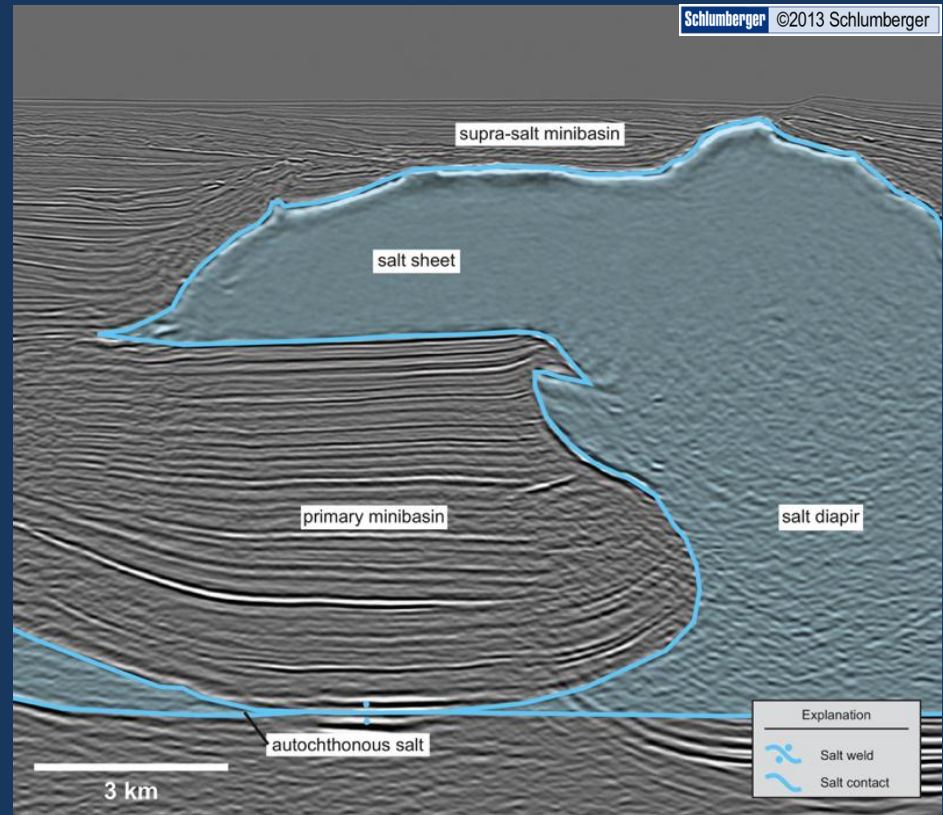 Schlumberger ©2013 Schlumberger
supra-salt minibasin
salt sheet
primary minibasin
salt diapir
autochthonous salt
3 km
Explanation
Salt weld
Salt contact